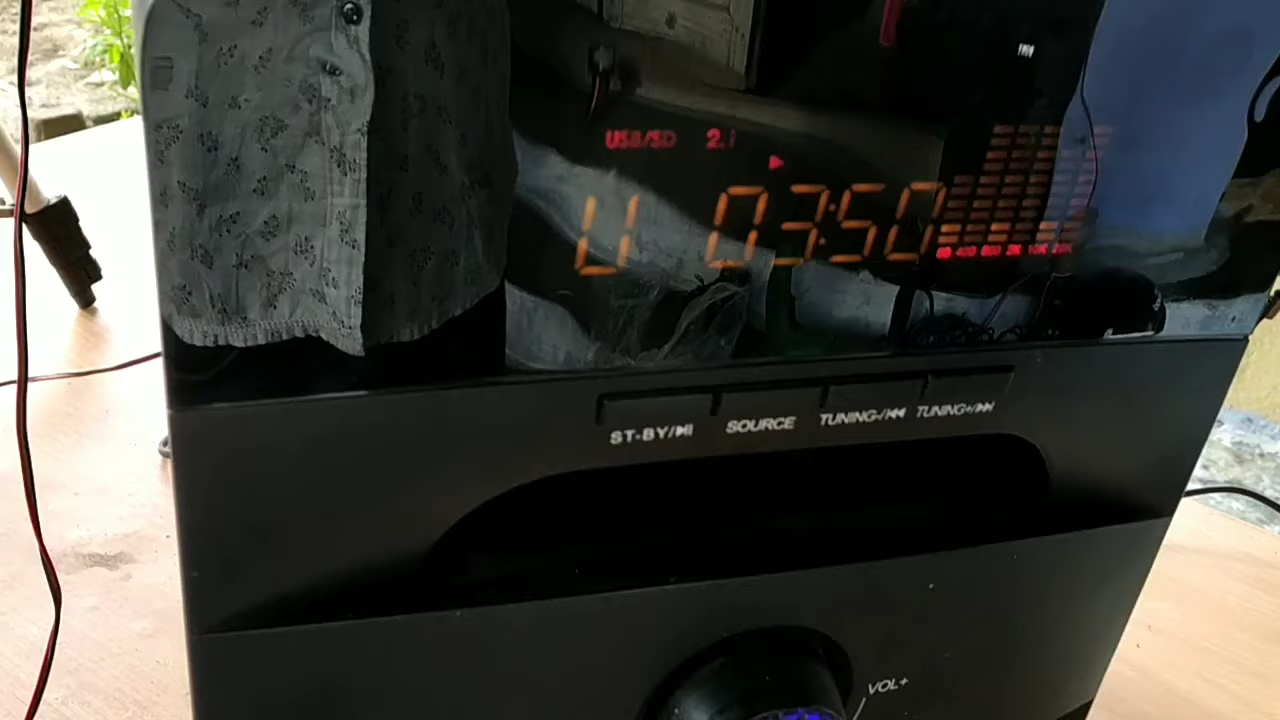 USB/SD 2.1
U 03:50
ST-BY/⏯ SOURCE TUNING-/⏮ TUNING+/⏭
VOL+